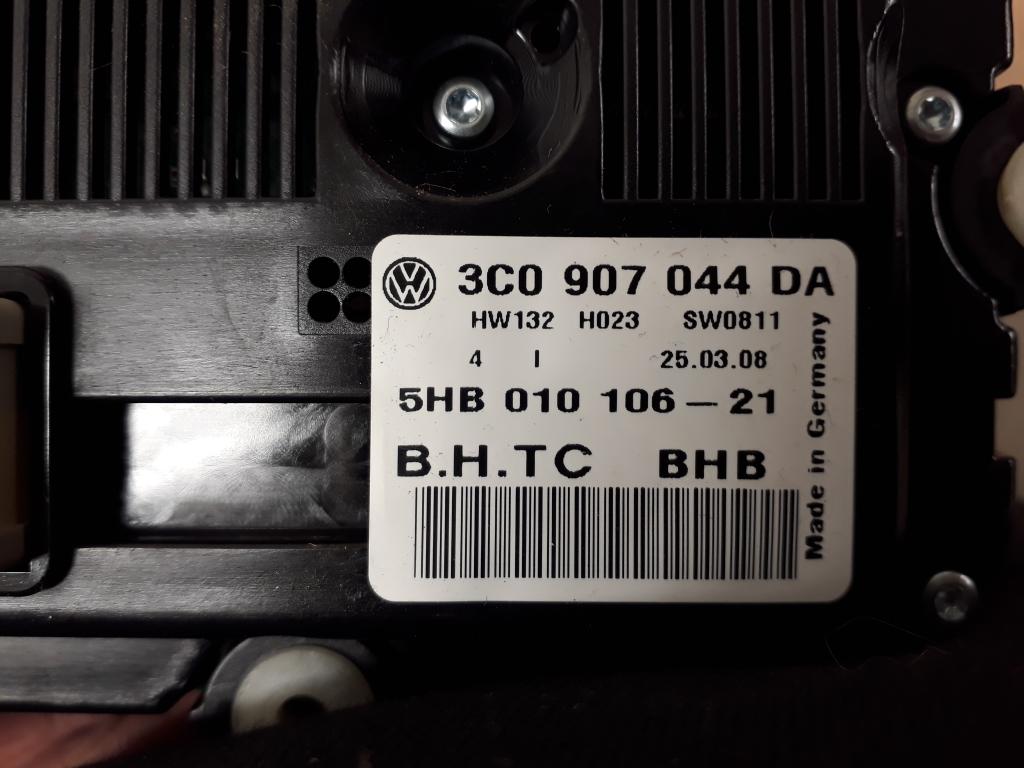 3C0 907 044 DA
HW132 H023 SW0811
4 I 25.03.08
5HB 010 106 – 21
B.H.TC BHB
Made in Germany